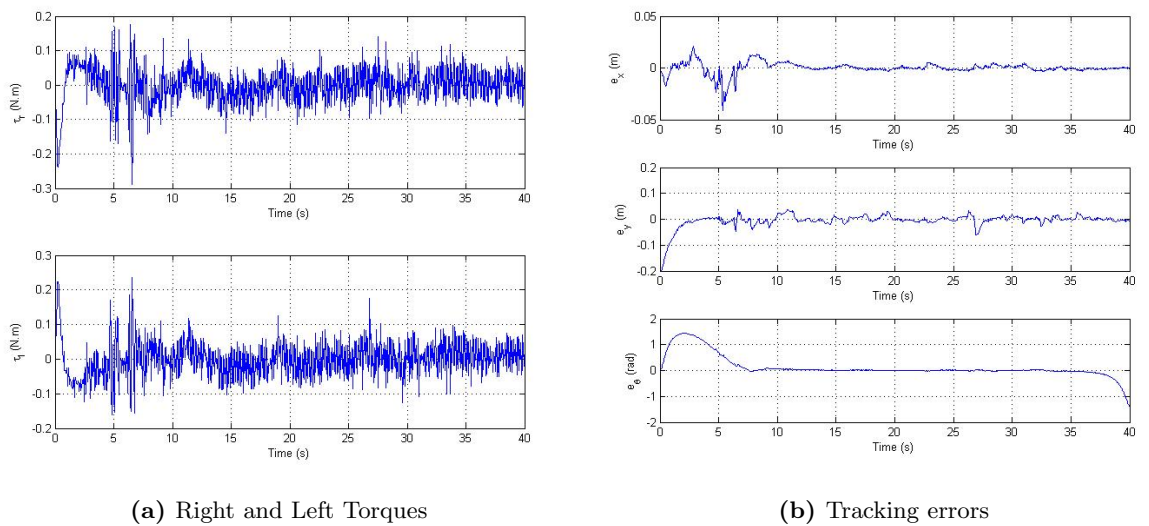 0.2
0.1
0
-0.1
-0.2
-0.3
τr (N.m)
0 5 10 15 20 25 30 35 40
Time (s)
0.3
0.2
0.1
0
-0.1
-0.2
τl (N.m)
0 5 10 15 20 25 30 35 40
Time (s)
(a) Right and Left Torques
0.05
0
-0.05
ex (m)
0 5 10 15 20 25 30 35 40
Time (s)
0.2
0.1
0
-0.1
-0.2
ey (m)
0 5 10 15 20 25 30 35 40
Time (s)
2
1
0
-1
-2
eθ (rad)
0 5 10 15 20 25 30 35 40
Time (s)
(b) Tracking errors